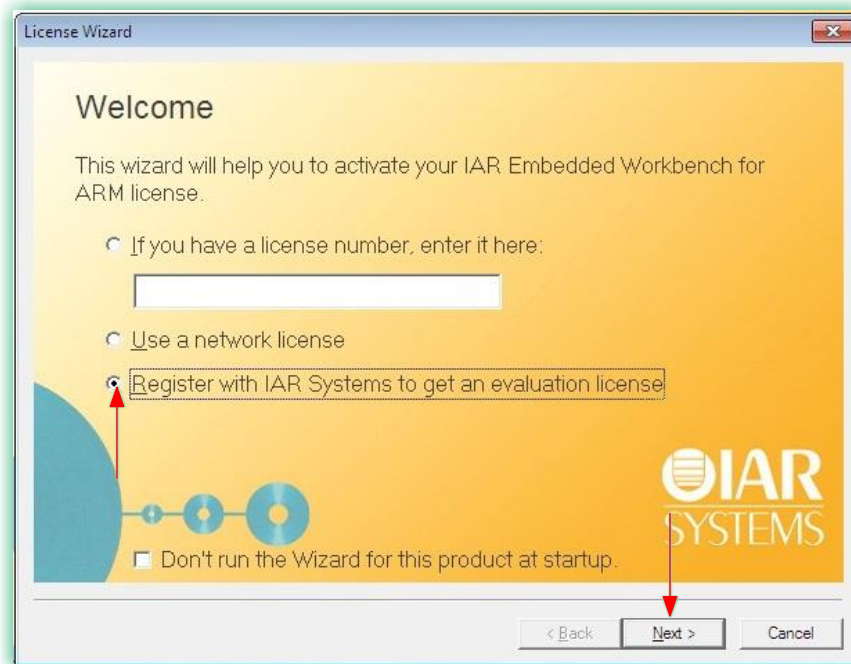 License Wizard
Welcome
This wizard will help you to activate your IAR Embedded Workbench for
ARM license.
If you have a license number, enter it here:
Use a network license
Register with IAR Systems to get an evaluation license
IAR
SYSTEMS
Don't run the Wizard for this product at startup.
< Back
Next >
Cancel